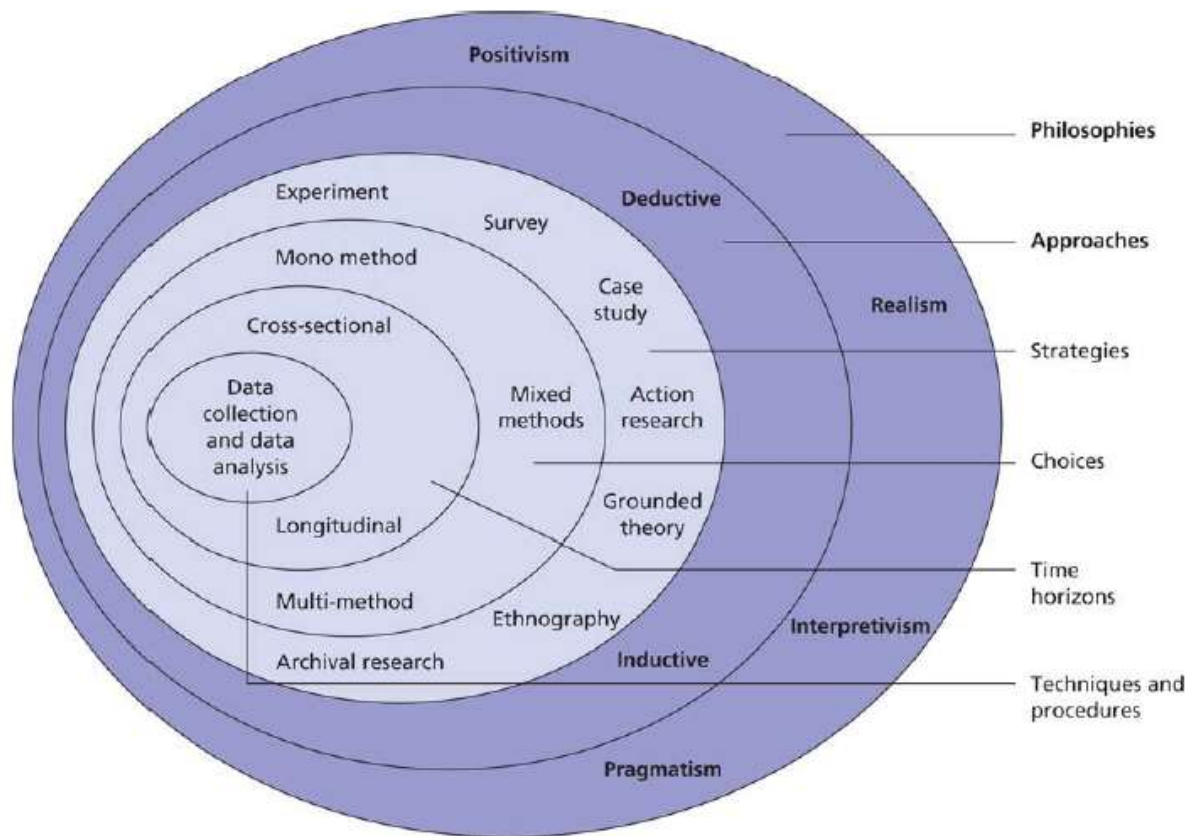 Positivism
Philosophies
Experiment
Deductive
Survey
Approaches
Mono method
Case
study
Realism
Cross-sectional
Strategies
Data
collection
and data
analysis
Mixed
methods
Action
research
Choices
Grounded
theory
Longitudinal
Time
horizons
Multi-method
Ethnography
Interpretivism
Archival research
Inductive
Techniques and
procedures
Pragmatism